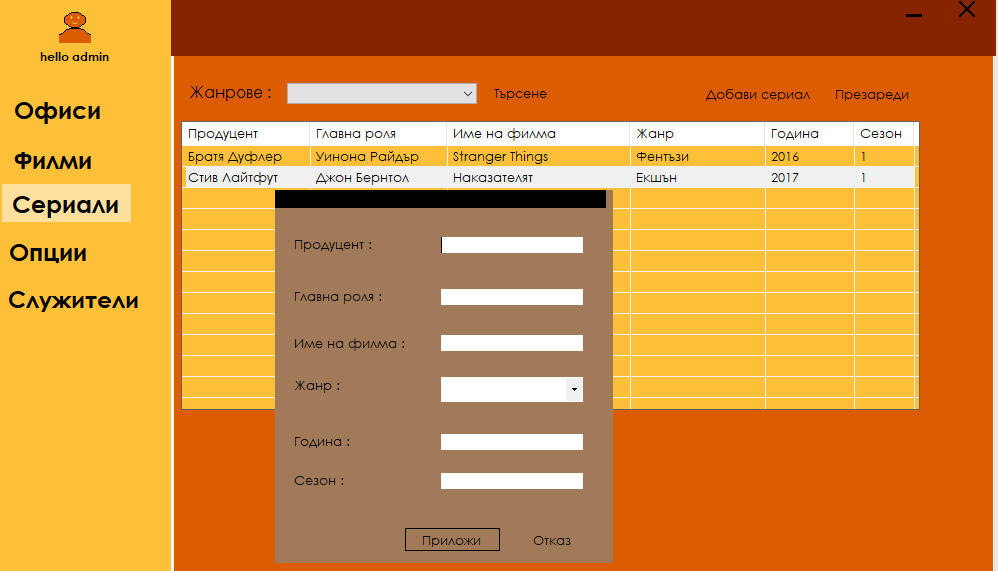 hello admin
Офиси
Филми
Сериали
Опции
Служители
Жанрове :
Търсене
Добави сериал
Презареди
Продуцент Главна роля Име на филма Жанр Година Сезон
Братя Дуфлер Уинона Райдър Stranger Things Фентъзи 2016 1
Стив Лайтфут Джон Бернтол Наказателят Екшън 2017 1
Продуцент :
Главна роля :
Име на филма :
Жанр :
Година :
Сезон :
Приложи Отказ